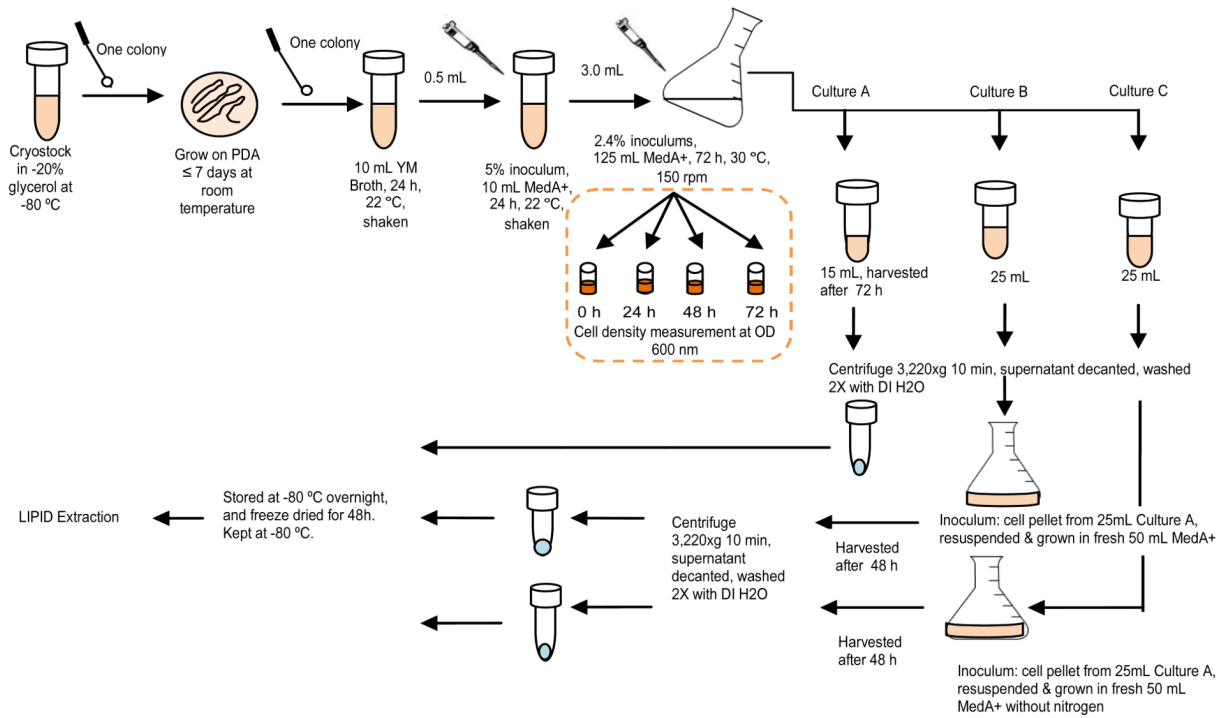 One colony
Cryostock
in -20%
glycerol at
-80 ºC
Grow on PDA
≤ 7 days at
room
temperature
One colony
10 mL YM
Broth, 24 h,
22 °C,
shaken
0.5 mL
5% inoculum,
10 mL MedA+,
24 h, 22 °C,
shaken
3.0 mL
2.4% inoculums,
125 mL MedA+, 72 h, 30 °C,
150 rpm
0 h 24 h 48 h 72 h
Cell density measurement at OD
600 nm
Culture A
Culture B
Culture C
15 mL, harvested
after 72 h
25 mL
25 mL
Centrifuge 3,220xg 10 min, supernatant decanted, washed
2X with DI H2O
Inoculum: cell pellet from 25mL Culture A,
resuspended & grown in fresh 50 mL MedA+
Harvested
after 48 h
Centrifuge
3,220xg 10 min,
supernatant
decanted, washed
2X with DI H2O
Stored at -80 ºC overnight,
and freeze dried for 48h.
Kept at -80 ºC.
LIPID Extraction
Harvested
after 48 h
Inoculum: cell pellet from 25mL Culture A,
resuspended & grown in fresh 50 mL
MedA+ without nitrogen